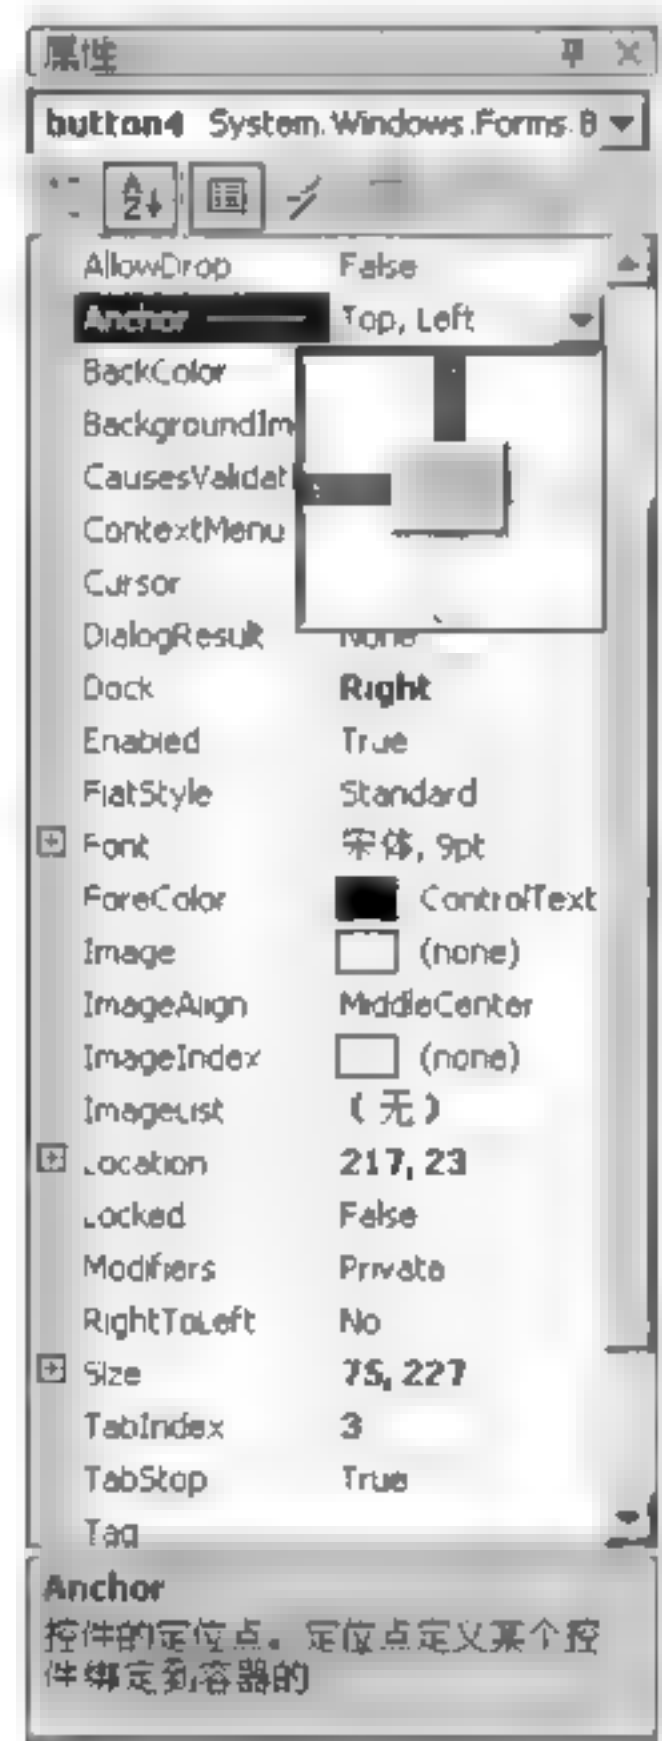 属性
button4 System.Windows.Forms.B
AllowDrop False
Anchor Top, Left
BackColor
BackgroundIm
CausesValidat
ContextMenu
Cursor
DialogResult None
Dock Right
Enabled True
FlatStyle Standard
Font 宋体, 9pt
ForeColor ControlText
Image (none)
ImageAlign MiddleCenter
ImageIndex (none)
ImageList （无）
Location 217, 23
Locked False
Modifiers Private
RightToLeft No
Size 75, 227
TabIndex 3
TabStop True
Tag
Anchor
控件的定位点。定位点定义某个控
件绑定到容器的